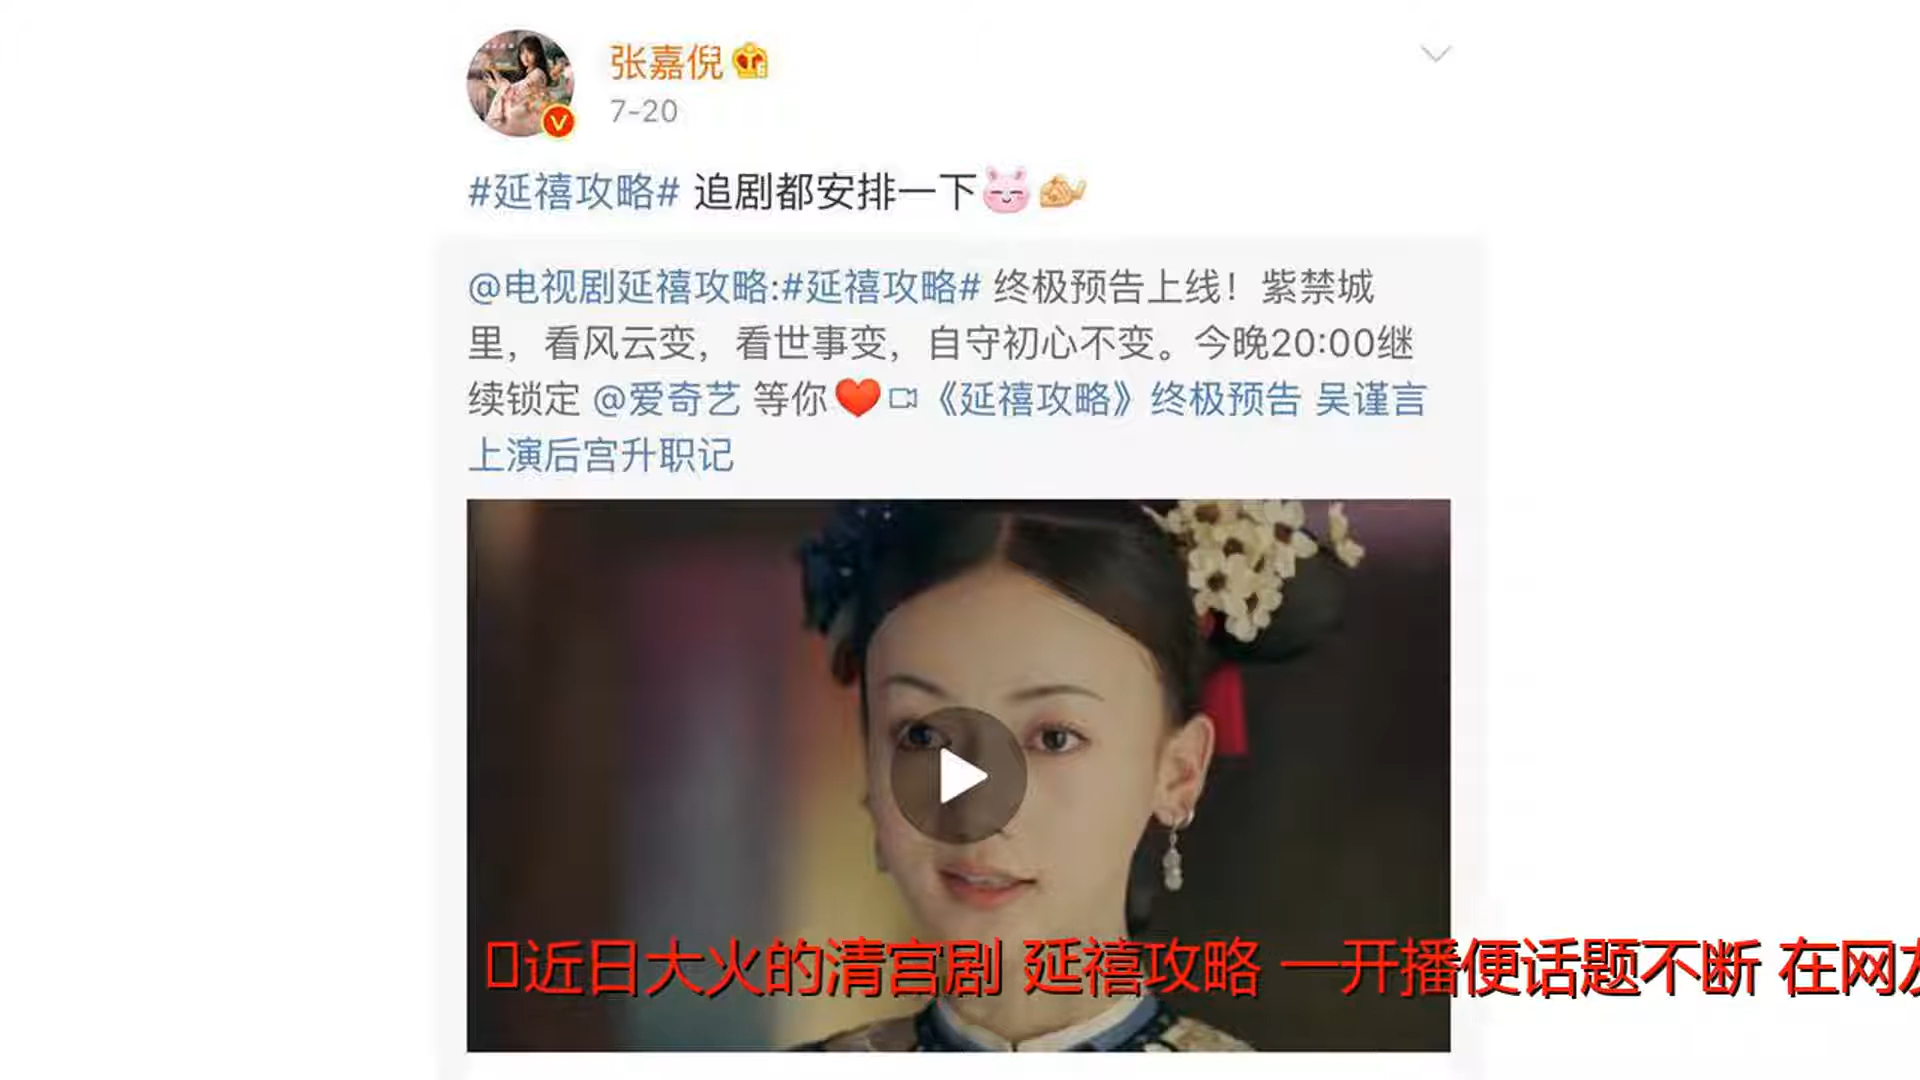 张嘉倪
7-20
#延禧攻略# 追剧都安排一下
@电视剧延禧攻略:#延禧攻略# 终极预告上线！紫禁城
里，看风云变，看世事变，自守初心不变。今晚20:00继
续锁定 @爱奇艺 等你❤️《延禧攻略》终极预告 吴谨言
上演后宫升职记
近日大火的清宫剧 延禧攻略 一开播便话题不断 在网